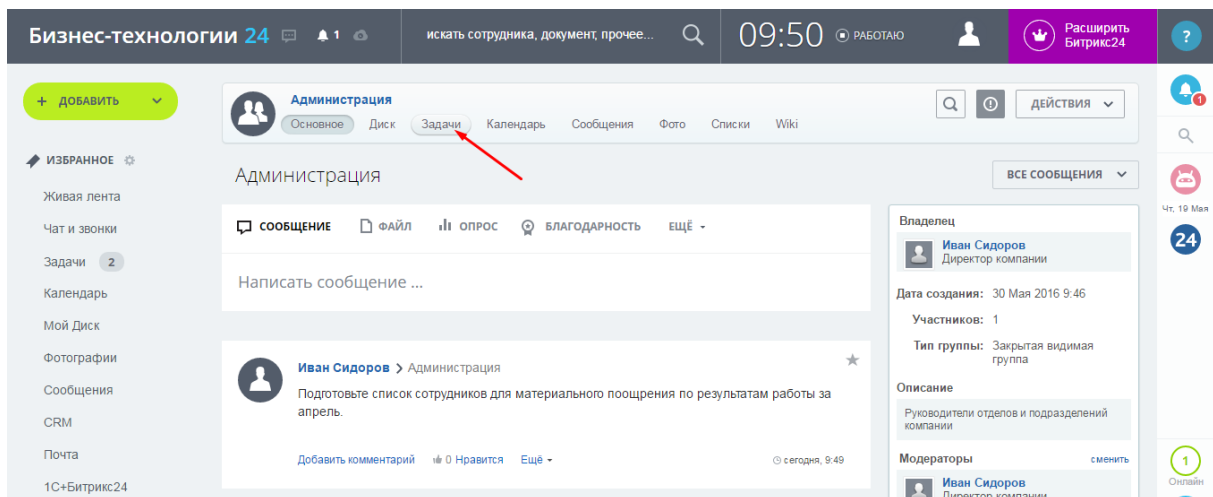 Бизнес-технологии 24 1
искать сотрудника, документ, прочее...
09:50 РАБОТАЮ
Расширить
Битрикс24
?
+ ДОБАВИТЬ
ИЗБРАННОЕ
Живая лента
Чат и звонки
Задачи 2
Календарь
Мой Диск
Фотографии
Сообщения
CRM
Почта
1С+Битрикс24
Администрация
Основное Диск Задачи Календарь Сообщения Фото Списки Wiki
ДЕЙСТВИЯ
Администрация
ВСЕ СООБЩЕНИЯ
СООБЩЕНИЕ ФАЙЛ ОПРОС БЛАГОДАРНОСТЬ ЕЩЁ
Написать сообщение ...
Иван Сидоров > Администрация
Подготовьте список сотрудников для материального поощрения по результатам работы за
апрель.
Добавить комментарий 0 Нравится Ещё сегодня, 9:49
Владелец
Иван Сидоров
Директор компании
Дата создания: 30 Мая 2016 9:46
Участников: 1
Тип группы: Закрытая видимая
группа
Описание
Руководители отделов и подразделений
компании
Модераторы сменить
Иван Сидоров
Директор компании
1
Чт, 19 Мая
24
1
Онлайн